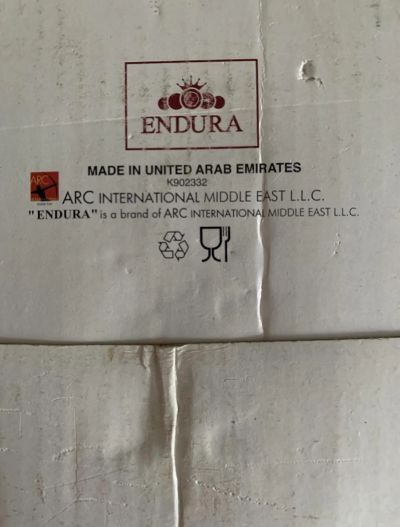 ENDURA
MADE IN UNITED ARAB EMIRATES
K902332
ARC
ARC INTERNATIONAL MIDDLE EAST L.L.C.
"ENDURA" is a brand of ARC INTERNATIONAL MIDDLE EAST L.L.C.